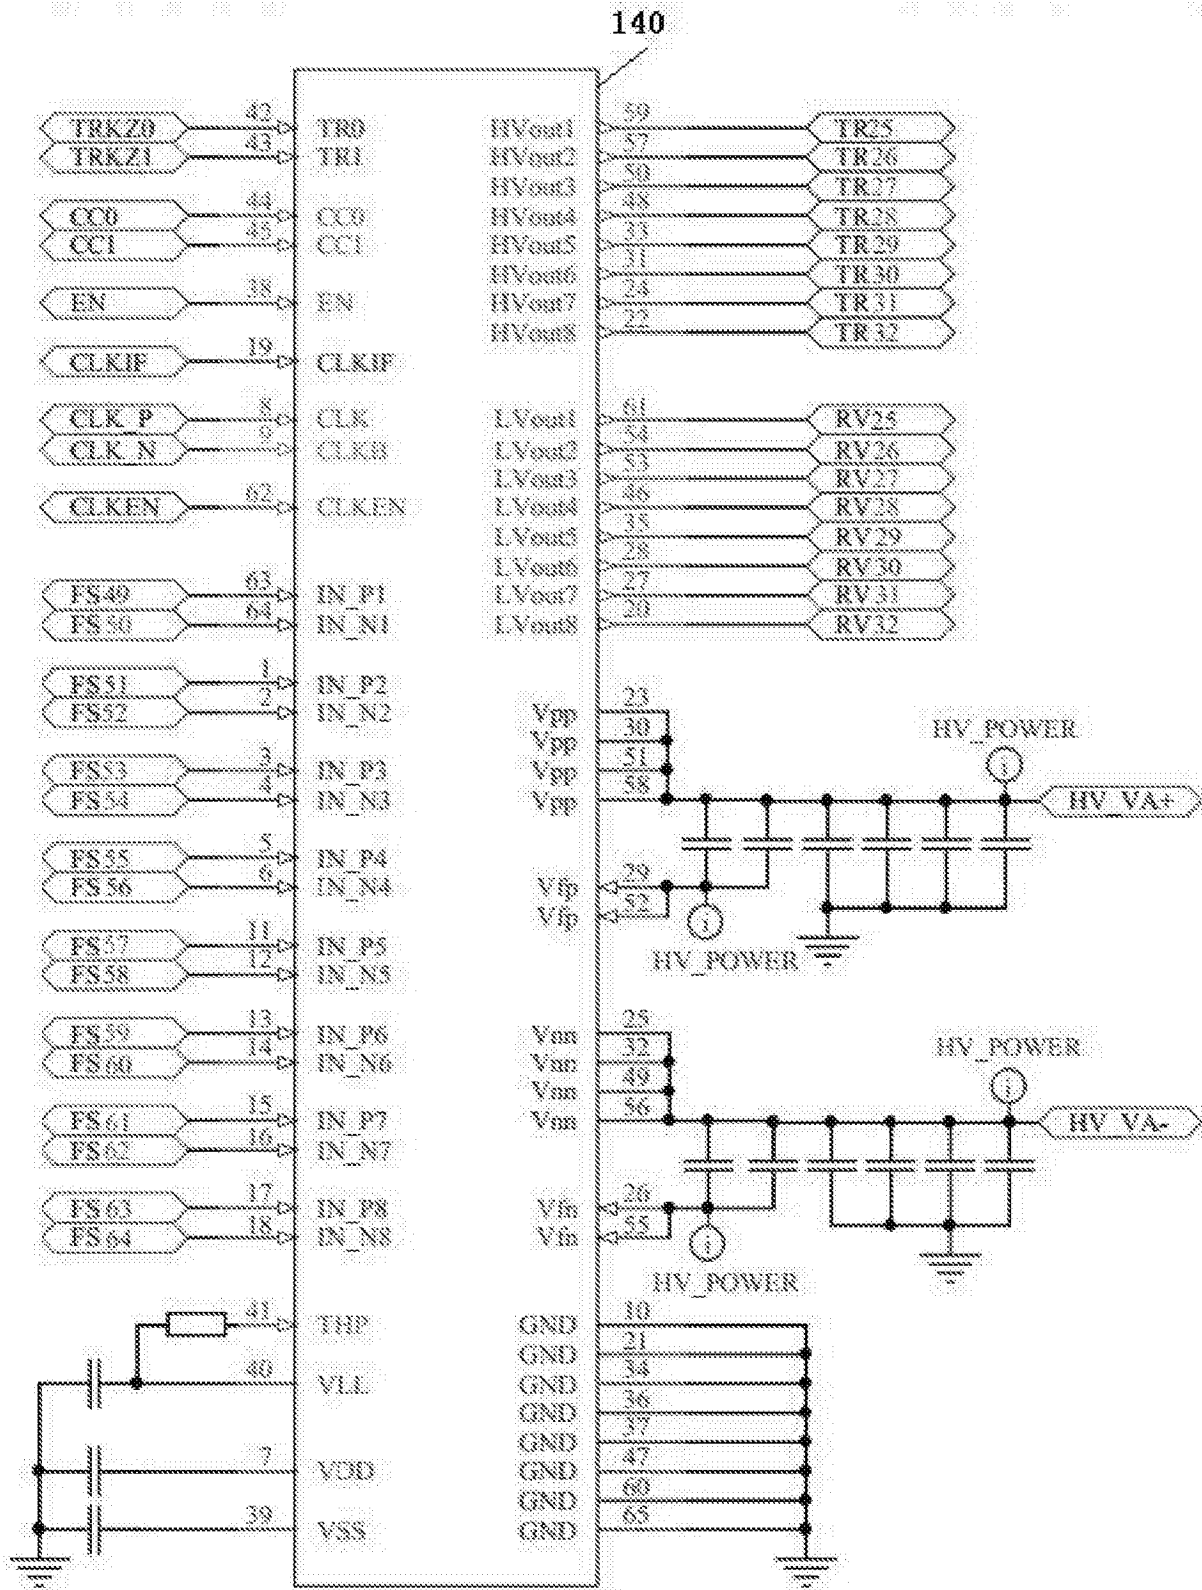 140
TRKZ0 42 TR0 HVout1 59 TR25
TRKZ1 43 TR1 HVout2 57 TR26
HVout3 50 TR27
CC0 44 CC0 HVout4 48 TR28
CC1 45 CC1 HVout5 33 TR29
HVout6 31 TR30
EN 38 EN HVout7 24 TR31
HVout8 22 TR32
CLKIF 19 CLKIF
CLK_P 8 CLK LVout1 61 RV25
CLK_N 9 CLKB LVout2 54 RV26
LVout3 53 RV27
CLKEN 62 CLKEN LVout4 46 RV28
LVout5 35 RV29
LVout6 28 RV30
FS49 63 IN_P1 LVout7 27 RV31
FS50 64 IN_N1 LVout8 20 RV32
FS51 1 IN_P2
FS52 2 IN_N2 Vpp 23
Vpp 30 HV_POWER
FS53 3 IN_P3 Vpp 51 i
FS54 4 IN_N3 Vpp 58 HV_VA+
FS55 5 IN_P4
FS56 6 IN_N4 Vfp 29
Vfp 52 i
FS57 11 IN_P5 HV_POWER
FS58 12 IN_N5
FS59 13 IN_P6 Vnn 25
FS60 14 IN_N6 Vnn 32 HV_POWER
Vnn 49 i
FS61 15 IN_P7 Vnn 56 HV_VA-
FS62 16 IN_N7
FS63 17 IN_P8 Vfn 26
FS64 18 IN_N8 Vfn 55 i
HV_POWER
41 THP GND 10
GND 21
40 VLL GND 34
GND 36
GND 37
7 VDD GND 47
GND 60
39 VSS GND 65